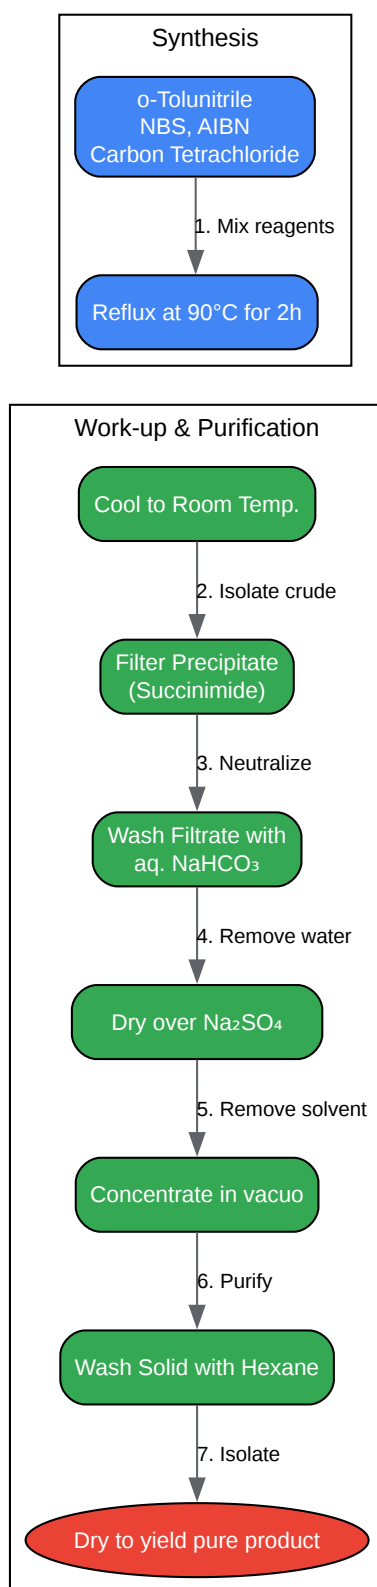 Synthesis
o-Tolunitrile
NBS, AIBN
Carbon Tetrachloride
1. Mix reagents
Reflux at 90°C for 2h
Work-up & Purification
Cool to Room Temp.
2. Isolate crude
Filter Precipitate
(Succinimide)
3. Neutralize
Wash Filtrate with
aq. NaHCO₃
4. Remove water
Dry over Na₂SO₄
5. Remove solvent
Concentrate in vacuo
6. Purify
Wash Solid with Hexane
7. Isolate
Dry to yield pure product